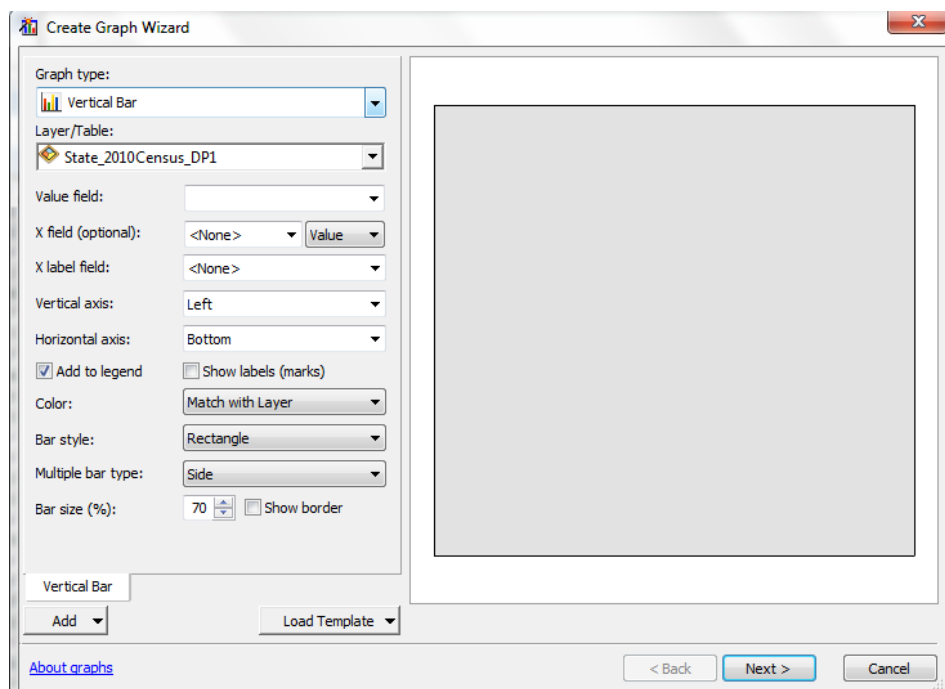 Create Graph Wizard
Graph type:
Vertical Bar
Layer/Table:
State_2010Census_DP1
Value field:
X field (optional): <None> Value
X label field: <None>
Vertical axis: Left
Horizontal axis: Bottom
Add to legend Show labels (marks)
Color: Match with Layer
Bar style: Rectangle
Multiple bar type: Side
Bar size (%): 70 Show border
Vertical Bar
Add Load Template
About graphs < Back Next > Cancel